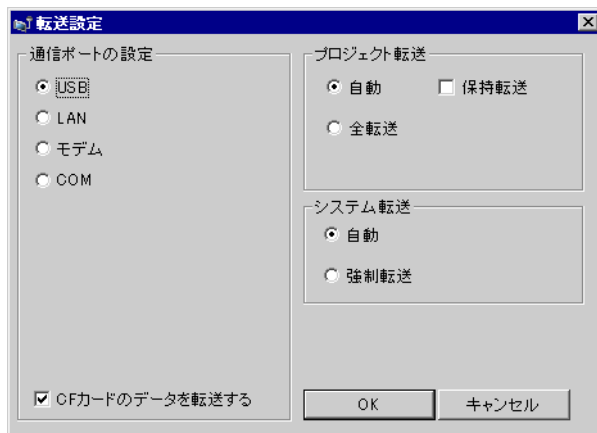 転送設定
通信ポートの設定
USB
LAN
モデム
COM
CFカードのデータを転送する
プロジェクト転送
自動 保持転送
全転送
システム転送
自動
強制転送
OK キャンセル